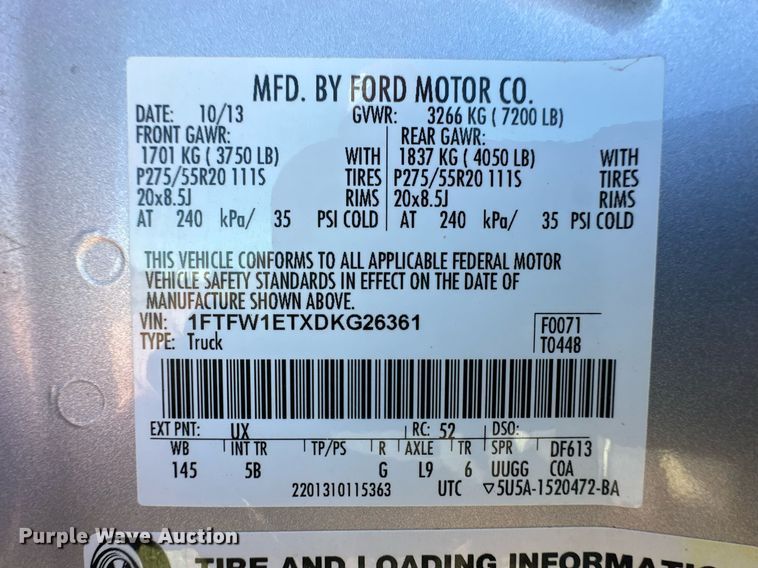 MFD. BY FORD MOTOR CO.
DATE: 10/13 GVWR: 3266 KG ( 7200 LB)
FRONT GAWR: REAR GAWR:
1701 KG ( 3750 LB) WITH 1837 KG ( 4050 LB) WITH
P275/55R20 111S TIRES P275/55R20 111S TIRES
20x8.5J RIMS 20x8.5J RIMS
AT 240 kPa/ 35 PSI COLD AT 240 kPa/ 35 PSI COLD
THIS VEHICLE CONFORMS TO ALL APPLICABLE FEDERAL MOTOR
VEHICLE SAFETY STANDARDS IN EFFECT ON THE DATE OF
MANUFACTURE SHOWN ABOVE.
VIN: 1FTFW1ETXDKG26361 F0071
TYPE: Truck T0448
EXT PNT: UX RC: 52 DSO:
WB INT TR TP/PS R AXLE TR SPR DF613
145 5B G L9 6 UUGG COA
2201310115363 UTC ▽5U5A-1520472-BA
Purple Wave Auction
TIRE AND LOADING INFORMATIO